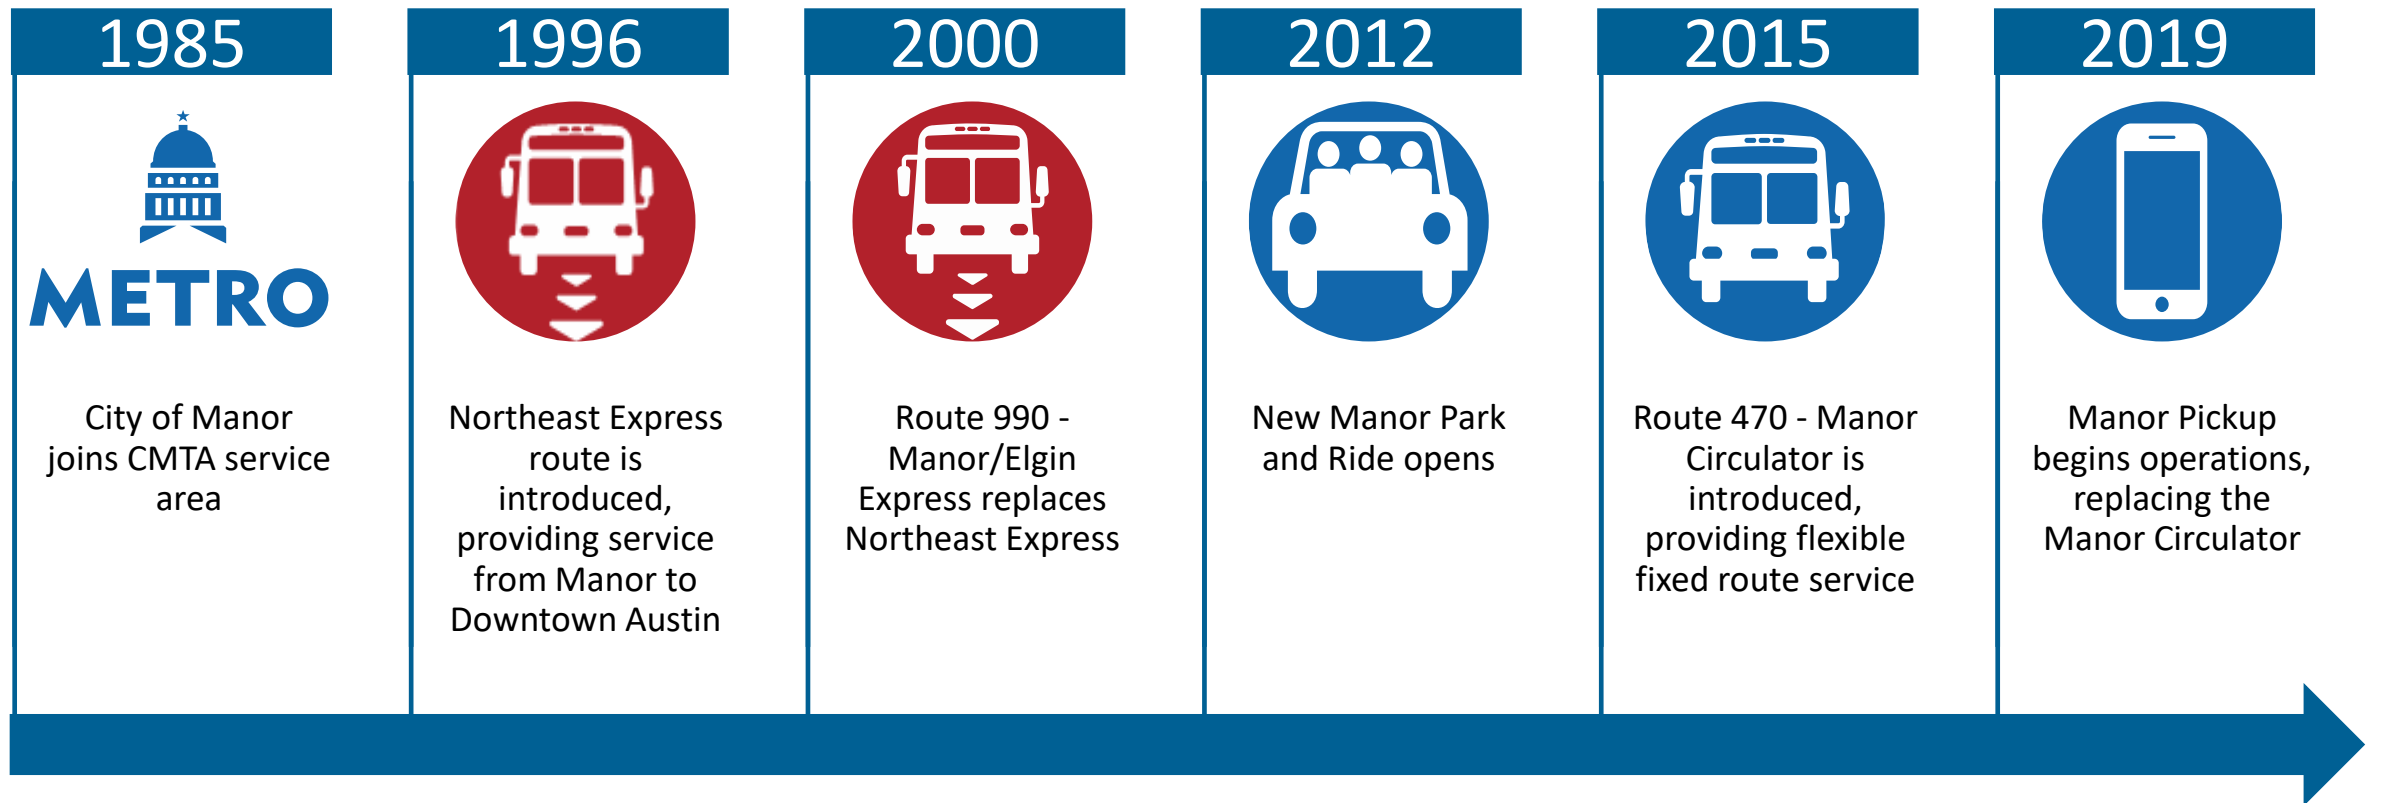 1985
METRO
City of Manor
joins CMTA service
area
1996
Northeast Express
route is
introduced,
providing service
from Manor to
Downtown Austin
2000
Route 990 -
Manor/Elgin
Express replaces
Northeast Express
2012
New Manor Park
and Ride opens
2015
Route 470 - Manor
Circulator is
introduced,
providing flexible
fixed route service
2019
Manor Pickup
begins operations,
replacing the
Manor Circulator